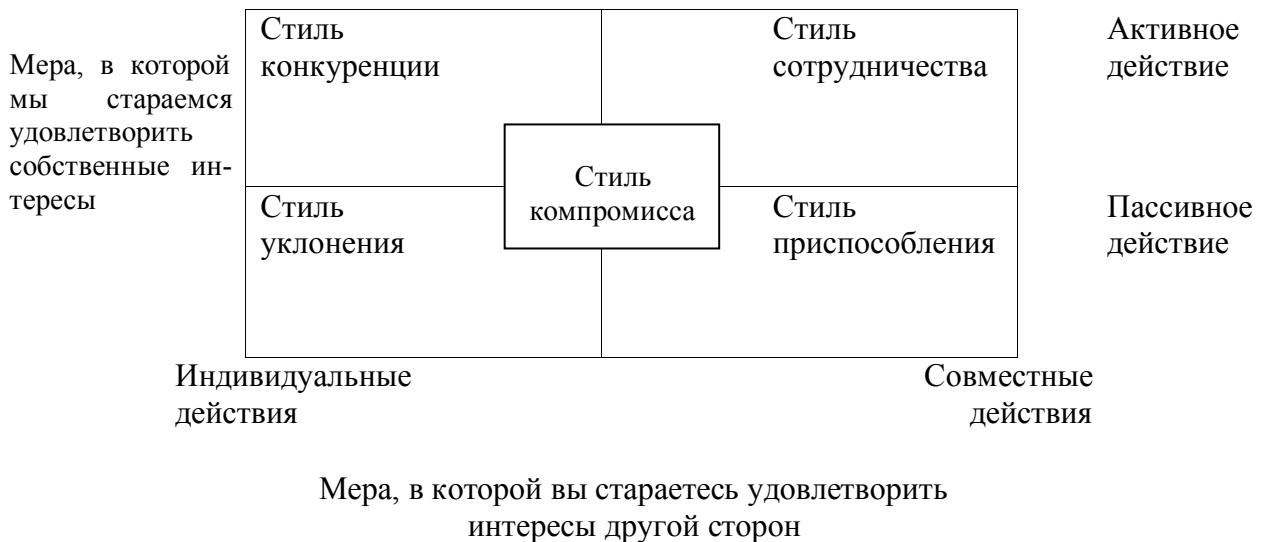 Мера, в которой
мы стараемся
удовлетворить
собственные ин-
тересы
Стиль
конкуренции
Стиль
сотрудничества
Активное
действие
Стиль
компромисса
Стиль
уклонения
Стиль
приспособления
Пассивное
действие
Индивидуальные
действия
Совместные
действия
Мера, в которой вы стараетесь удовлетворить
интересы другой сторон